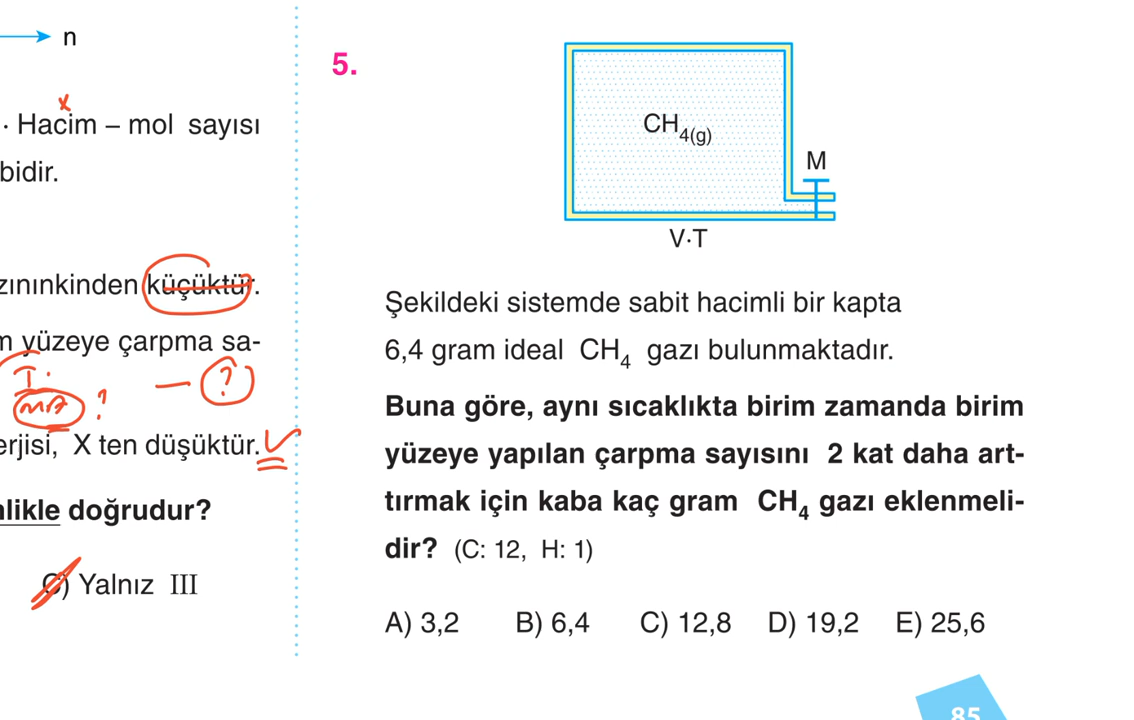 n
· Hacim – mol sayısı
x
bidir.
zınınkinden küçüktür.
m yüzeye çarpma sa-
I.
MA ? – ?
erjisi, X ten düşüktür.
nlikle doğrudur?
C) Yalnız III
5.
CH4(g)
M
V·T
Şekildeki sistemde sabit hacimli bir kapta
6,4 gram ideal CH4 gazı bulunmaktadır.
Buna göre, aynı sıcaklıkta birim zamanda birim
yüzeye yapılan çarpma sayısını 2 kat daha art-
tırmak için kaba kaç gram CH4 gazı eklenmeli-
dir? (C: 12, H: 1)
A) 3,2 B) 6,4 C) 12,8 D) 19,2 E) 25,6
85